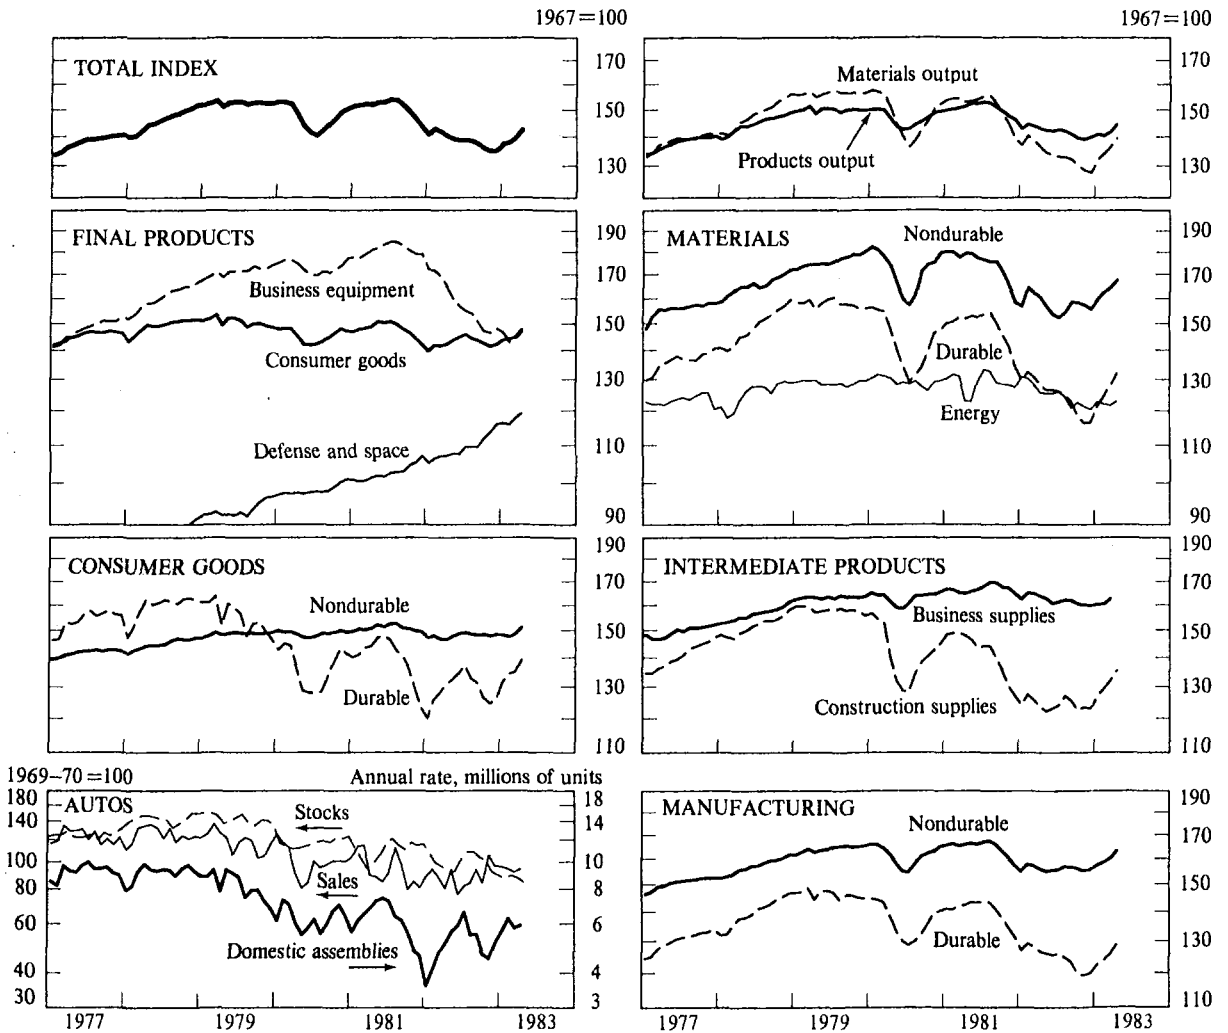 1967=100
1967=100
TOTAL INDEX
170
150
130
Materials output
Products output
170
150
130
FINAL PRODUCTS
Business equipment
Consumer goods
Defense and space
190
170
150
130
110
90
MATERIALS
Nondurable
Durable
Energy
190
170
150
130
110
90
CONSUMER GOODS
Nondurable
Durable
190
170
150
130
110
INTERMEDIATE PRODUCTS
Business supplies
Construction supplies
190
170
150
130
110
1969-70=100
Annual rate, millions of units
AUTOS
Stocks
Sales
Domestic assemblies
180
140
100
80
60
40
30
18
14
10
8
6
4
3
1977
1979
1981
1983
MANUFACTURING
Nondurable
Durable
190
170
150
130
110
1977
1979
1981
1983